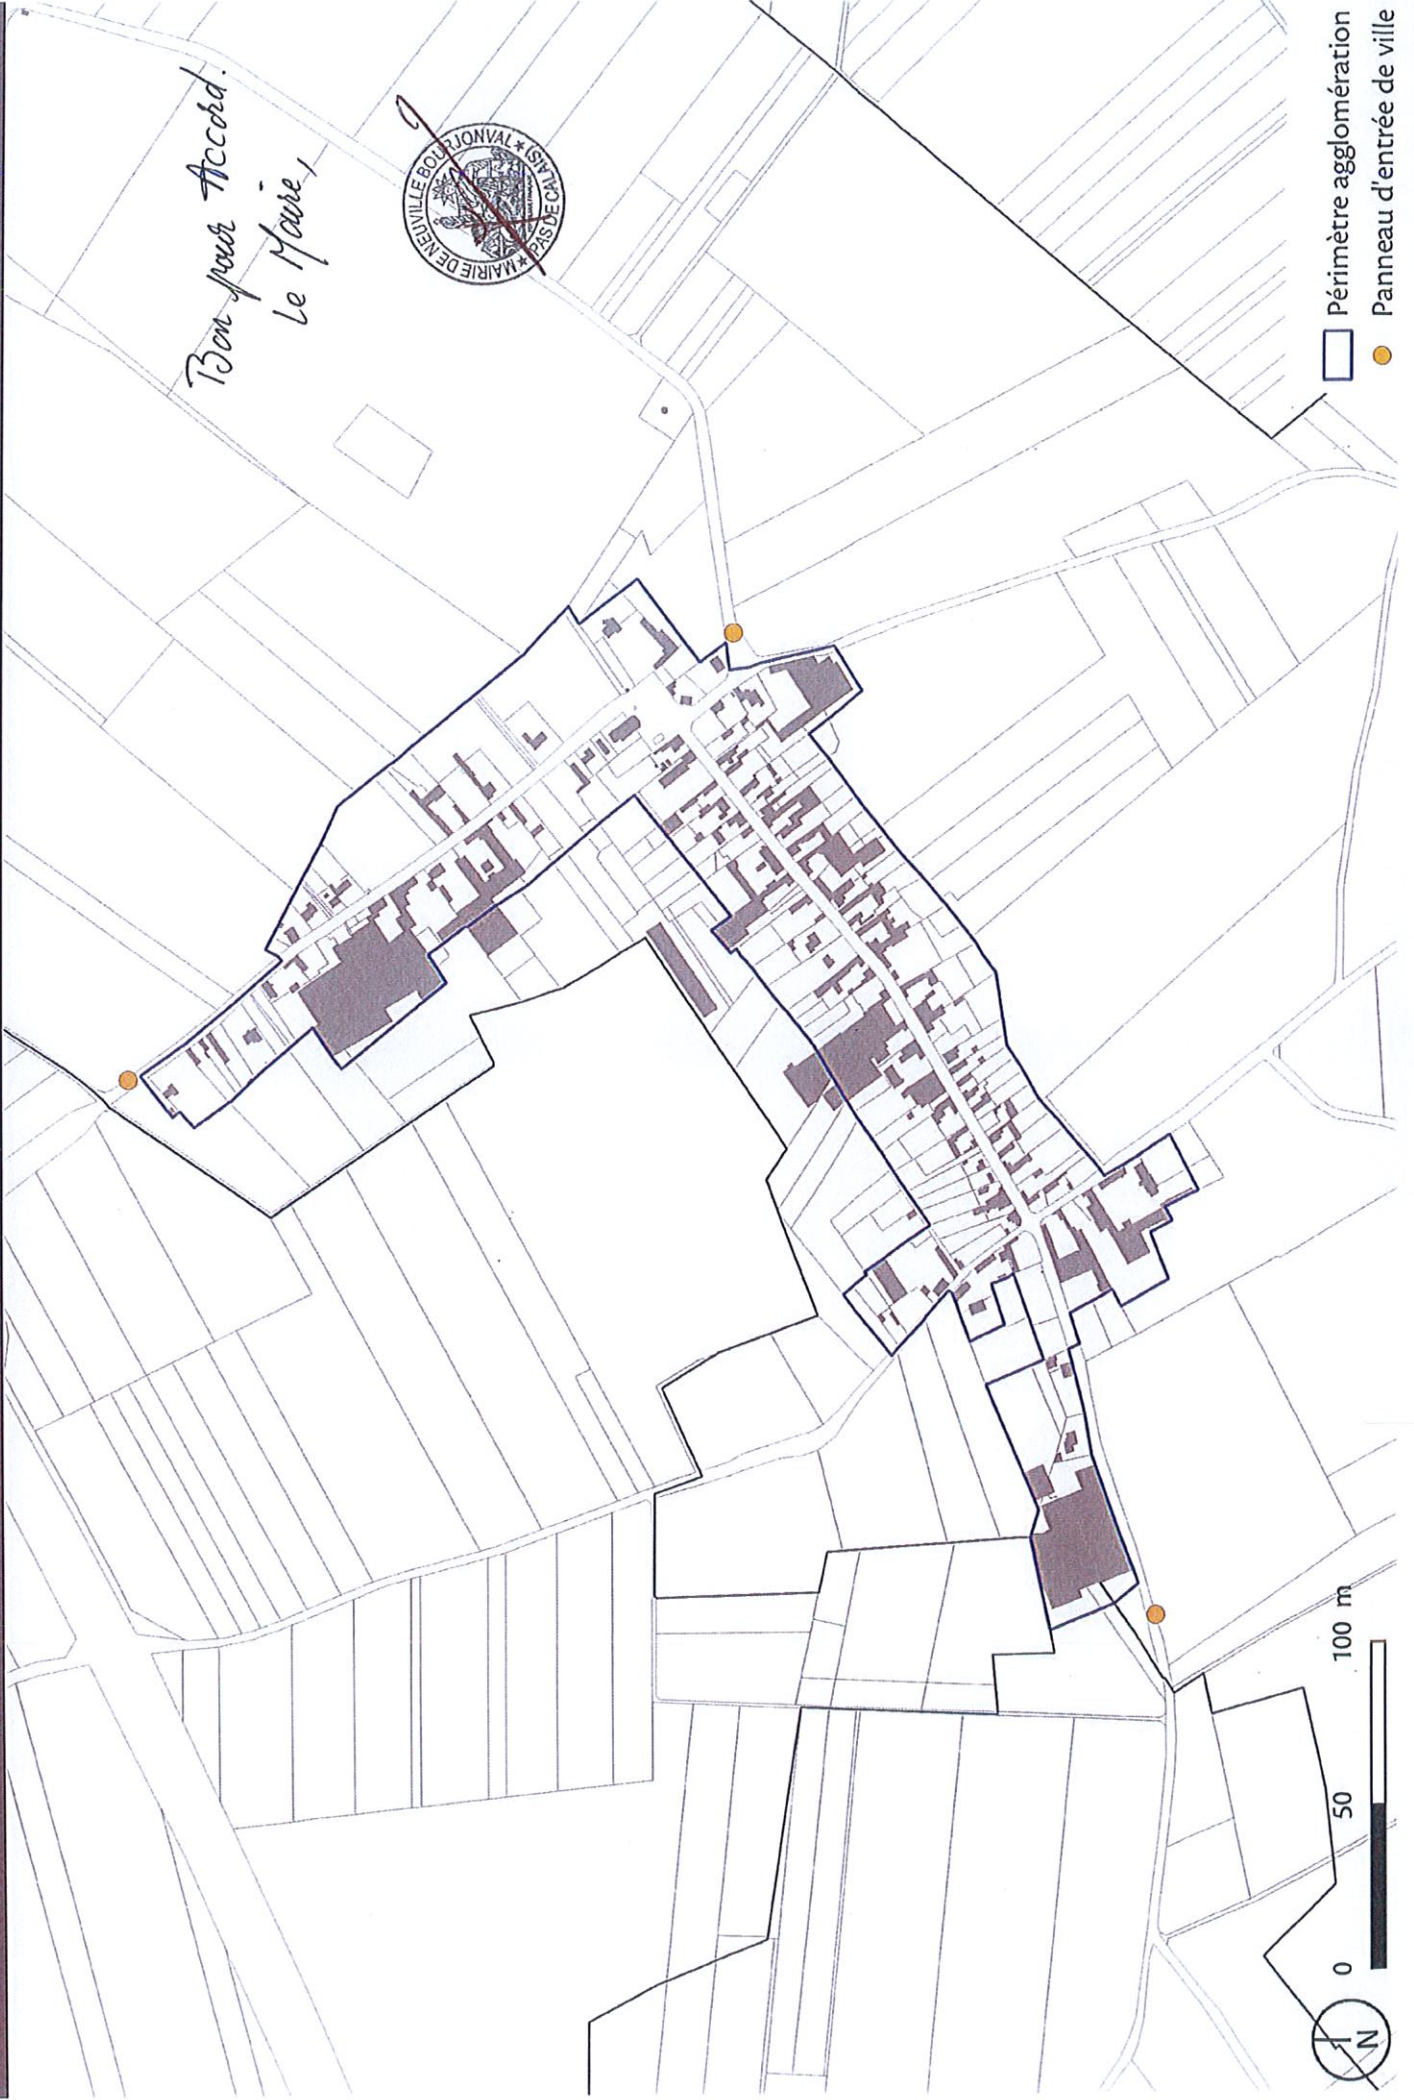 Bon pour Accord.
Le Maire,
★ MAIRIE DE NEUVILLE BOURJONVAL ★ (PAS DE CALAIS)
Périmètre agglomération
Panneau d'entrée de ville
0 50 100 m
N